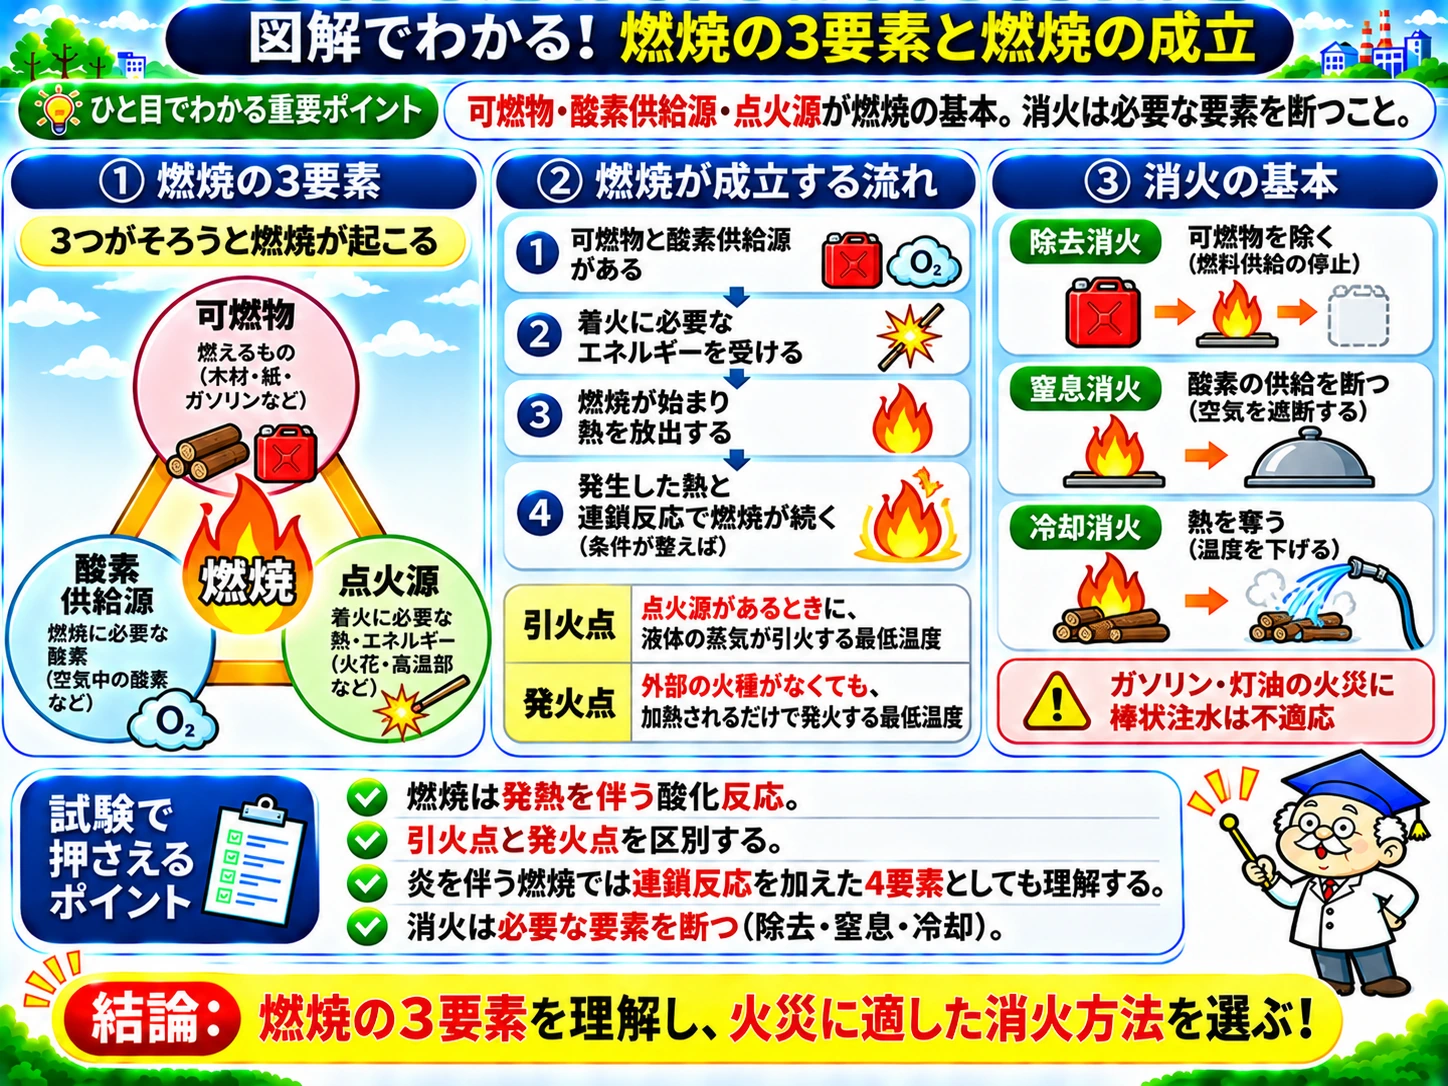 図解でわかる! 燃焼の3要素と燃焼の成立
ひと目でわかる重要ポイント
可燃物・酸素供給源・点火源が燃焼の基本。消火は必要な要素を断つこと。
① 燃焼の3要素
3つがそろうと燃焼が起こる
可燃物
燃えるもの
(木材・紙・
ガソリンなど)
燃焼
酸素
供給源
燃焼に必要な
酸素
(空気中の酸素
など)
O₂
点火源
着火に必要な
熱・エネルギー
(火花・高温部
など)
② 燃焼が成立する流れ
1
可燃物と酸素供給源
がある
O₂
2
着火に必要な
エネルギーを受ける
3
燃焼が始まり
熱を放出する
4
発生した熱と
連鎖反応で燃焼が続く
(条件が整えば)
引火点
点火源があるときに、
液体の蒸気が引火する最低温度
発火点
外部の火種がなくても、
加熱されるだけで発火する最低温度
③ 消火の基本
除去消火
可燃物を除く
(燃料供給の停止)
窒息消火
酸素の供給を断つ
(空気を遮断する)
冷却消火
熱を奪う
(温度を下げる)
ガソリン・灯油の火災に
棒状注水は不適応
試験で
押さえる
ポイント
燃焼は発熱を伴う酸化反応。
引火点と発火点を区別する。
炎を伴う燃焼では連鎖反応を加えた4要素としても理解する。
消火は必要な要素を断つ(除去・窒息・冷却)。
結論: 燃焼の3要素を理解し、火災に適した消火方法を選ぶ!